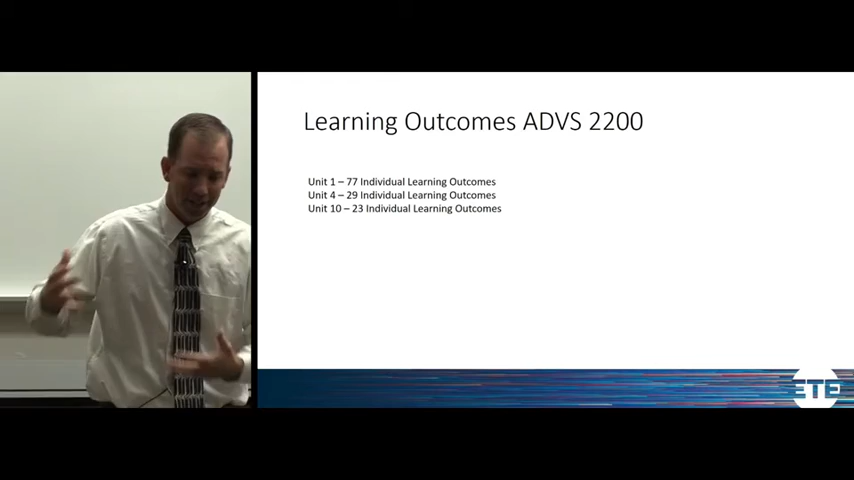 Learning Outcomes ADVS 2200
Unit 1 – 77 Individual Learning Outcomes
Unit 4 – 29 Individual Learning Outcomes
Unit 10 – 23 Individual Learning Outcomes
ETE